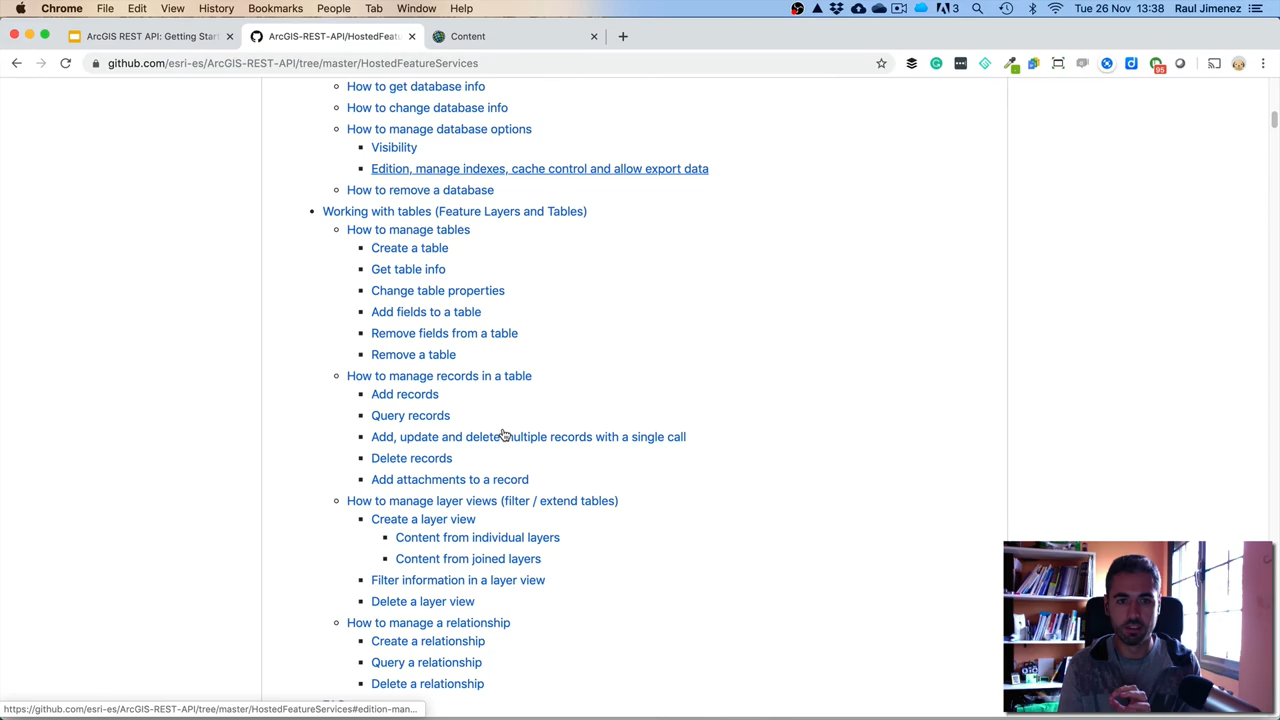 Chrome File Edit View History Bookmarks People Tab Window Help 3 Tue 26 Nov 13:38 Raul Jimenez
ArcGIS REST API: Getting Star
ArcGIS-REST-API/HostedFeatu
Content
github.com/esri-es/ArcGIS-REST-API/tree/master/HostedFeatureServices
95
How to get database info
How to change database info
How to manage database options
Visibility
Edition, manage indexes, cache control and allow export data
How to remove a database
Working with tables (Feature Layers and Tables)
How to manage tables
Create a table
Get table info
Change table properties
Add fields to a table
Remove fields from a table
Remove a table
How to manage records in a table
Add records
Query records
Add, update and delete multiple records with a single call
Delete records
Add attachments to a record
How to manage layer views (filter / extend tables)
Create a layer view
Content from individual layers
Content from joined layers
Filter information in a layer view
Delete a layer view
How to manage a relationship
Create a relationship
Query a relationship
Delete a relationship
https://github.com/esri-es/ArcGIS-REST-API/tree/master/HostedFeatureServices#edition-man...